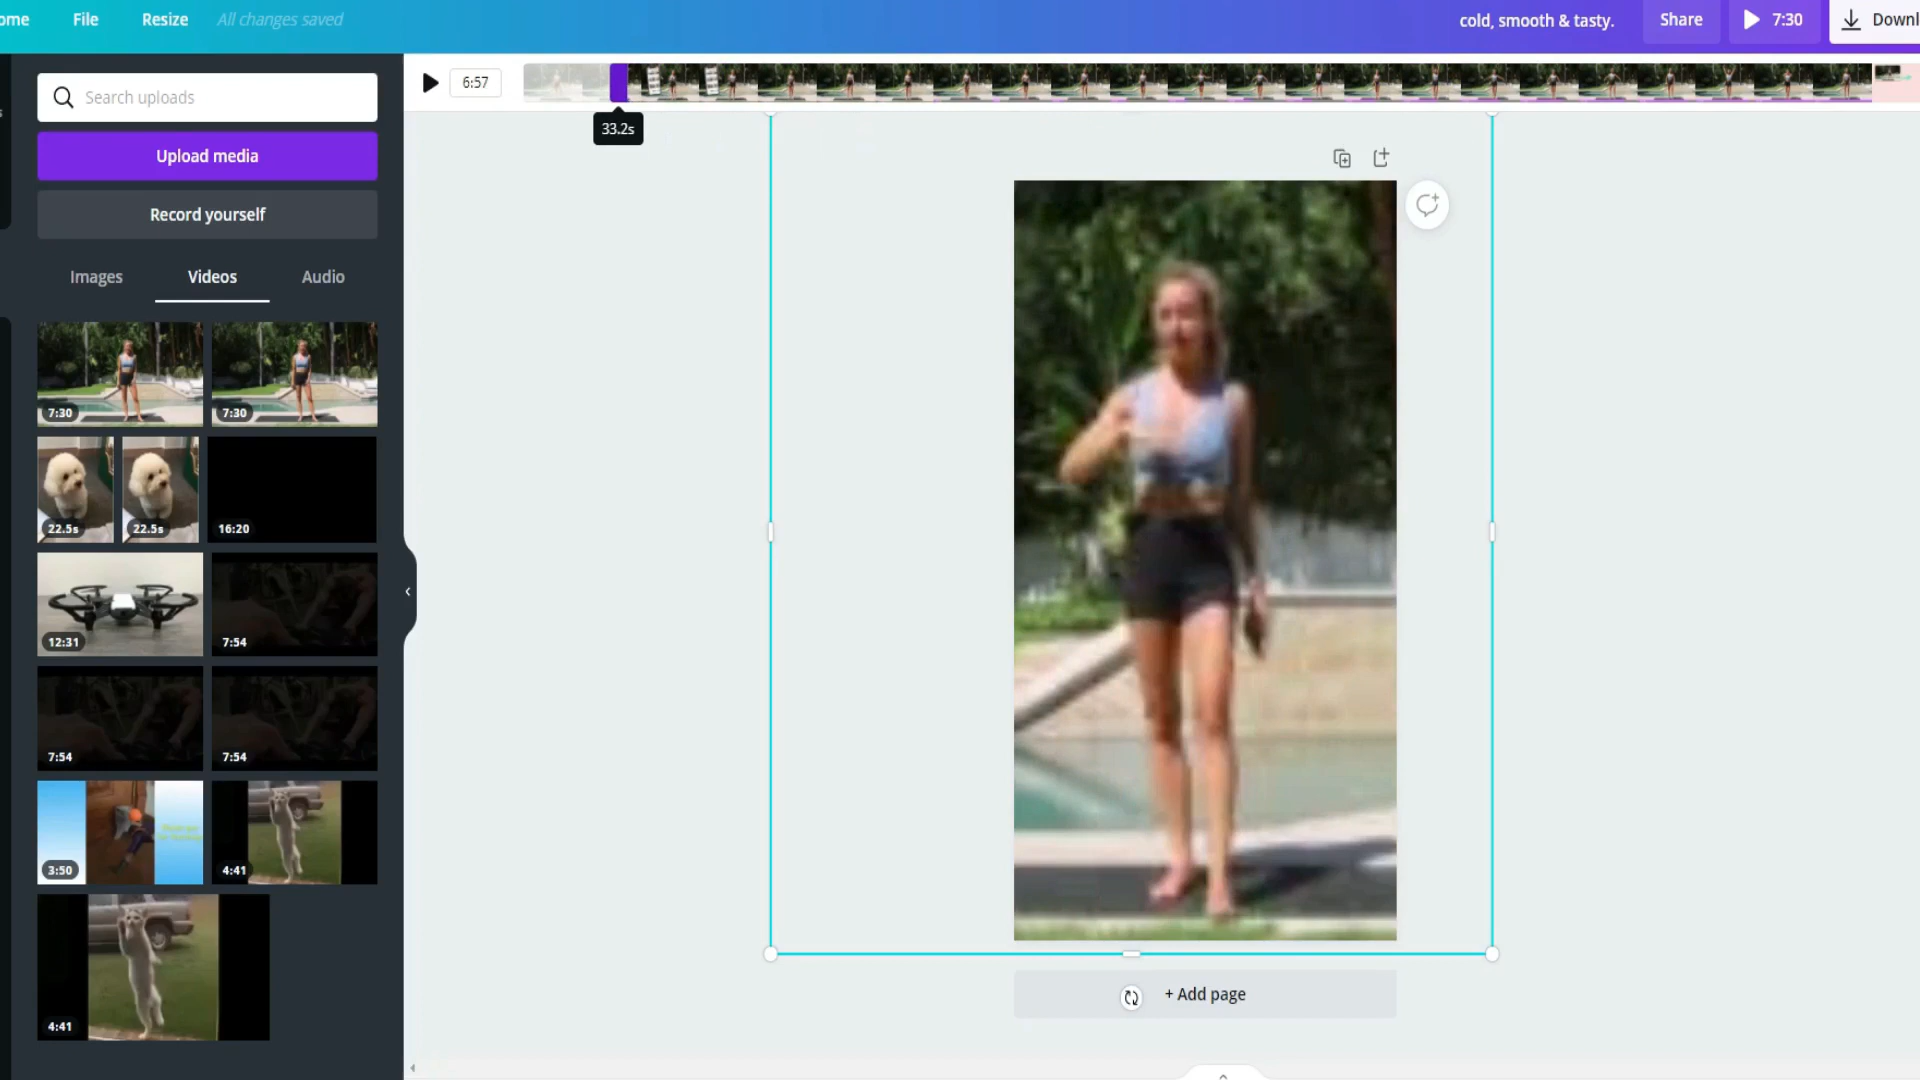 ome File Resize All changes saved cold, smooth & tasty. Share 7:30 Downl
Search uploads
Upload media
Record yourself
Images Videos Audio
7:30 7:30
22.5s 22.5s 16:20
12:31 7:54
7:54 7:54
3:50 4:41
4:41
6:57
33.2s
+ Add page